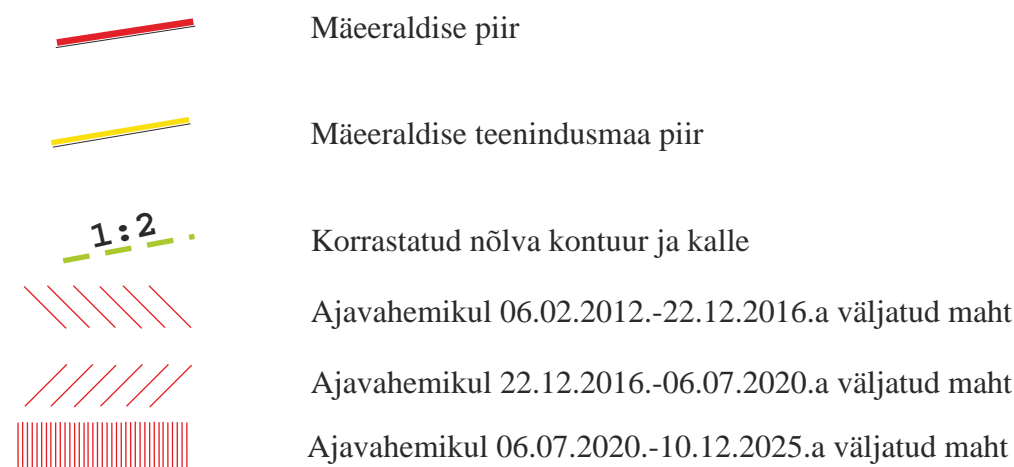 Mäeeraldise piir
Mäeeraldise teenindusmaa piir
1:2
Korrastatud nõlva kontuur ja kalle
Ajavahemikul 06.02.2012.-22.12.2016.a väljatud maht
Ajavahemikul 22.12.2016.-06.07.2020.a väljatud maht
Ajavahemikul 06.07.2020.-10.12.2025.a väljatud maht